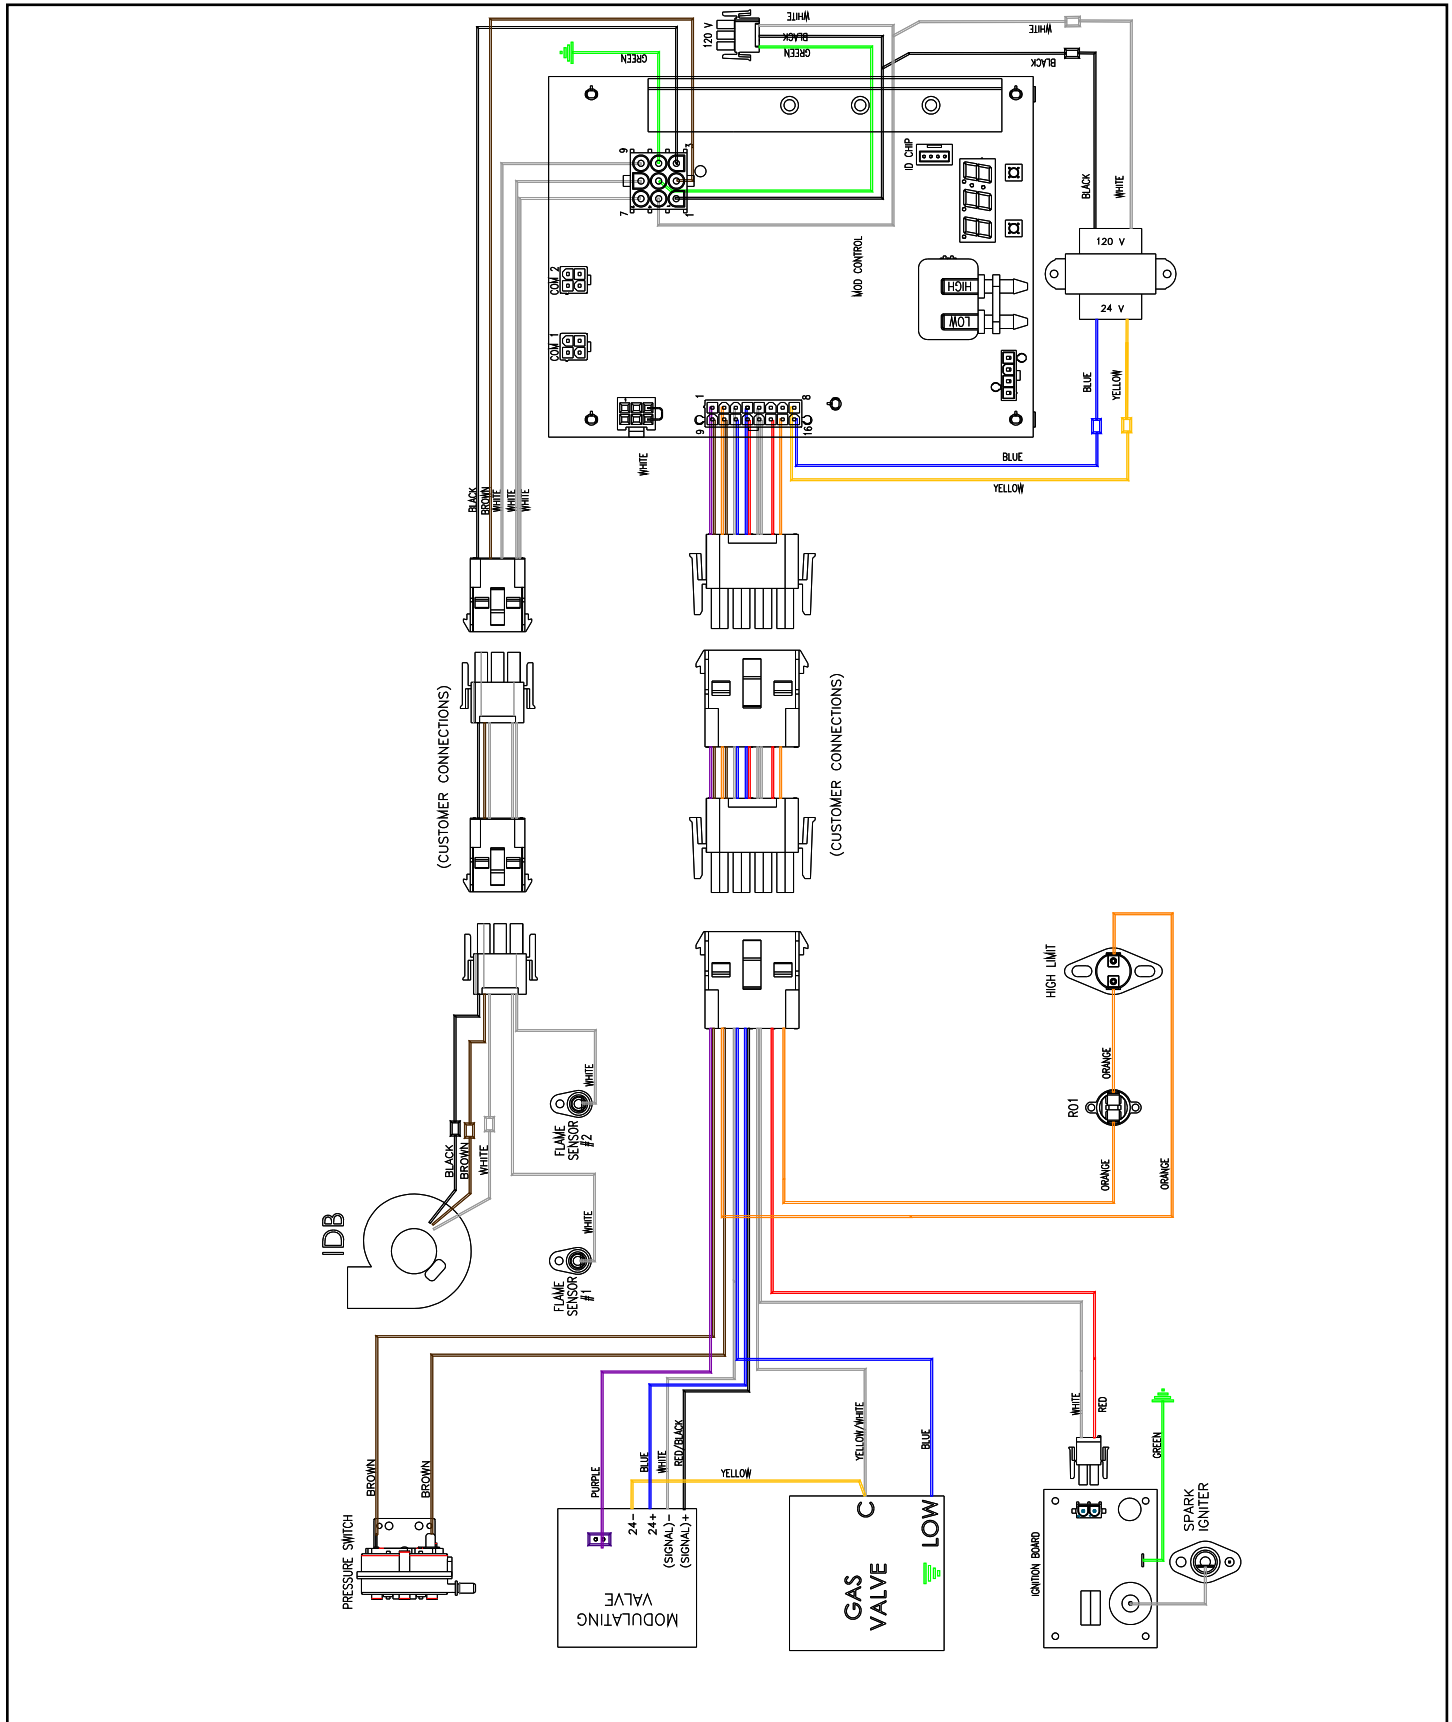 WHITE
120 V
BLACK
GREEN
GREEN
WHITE
BLACK
9
3
7
1
ID CHIP
BLACK
WHITE
120 V
24 V
COM 2
COM 1
MOD CONTROL
HIGH
LOW
BLUE
YELLOW
1
8
9
16
WHITE
BLUE
YELLOW
BLACK
BROWN
WHITE
WHITE
WHITE
(CUSTOMER CONNECTIONS)
(CUSTOMER CONNECTIONS)
HIGH LIMIT
ORANGE
RO1
ORANGE
ORANGE
WHITE
FLAME
SENSOR
#2
BLACK
BROWN
WHITE
IDB
WHITE
FLAME
SENSOR
#1
BROWN
BROWN
PRESSURE SWITCH
PURPLE
BLUE
WHITE
RED/BLACK
YELLOW
24-
24+
(SIGNAL)-
(SIGNAL)+
MODULATING
VALVE
YELLOW/WHITE
BLUE
C
LOW
GAS
VALVE
WHITE
RED
GREEN
IGNITION BOARD
SPARK
IGNITER